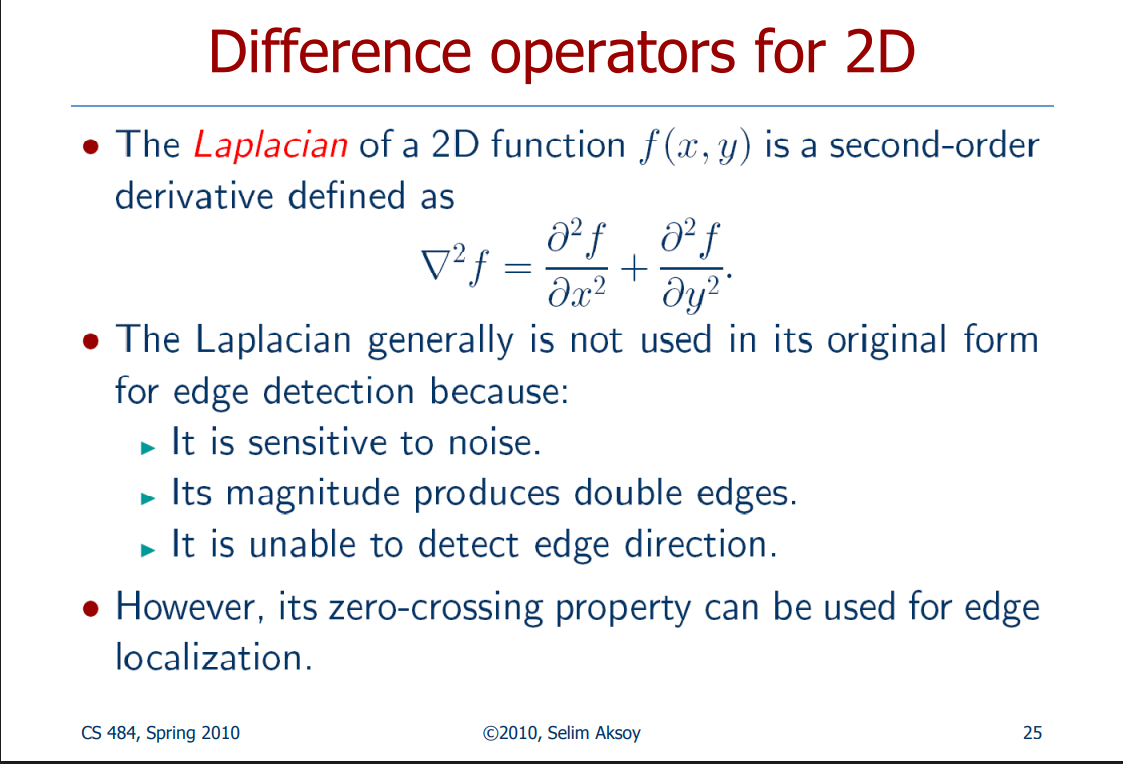 Difference operators for 2D
• The Laplacian of a 2D function f(x, y) is a second-order
derivative defined as
∇²f = ∂²f/∂x² + ∂²f/∂y².
• The Laplacian generally is not used in its original form
for edge detection because:
► It is sensitive to noise.
► Its magnitude produces double edges.
► It is unable to detect edge direction.
• However, its zero-crossing property can be used for edge
localization.
CS 484, Spring 2010 ©2010, Selim Aksoy 25